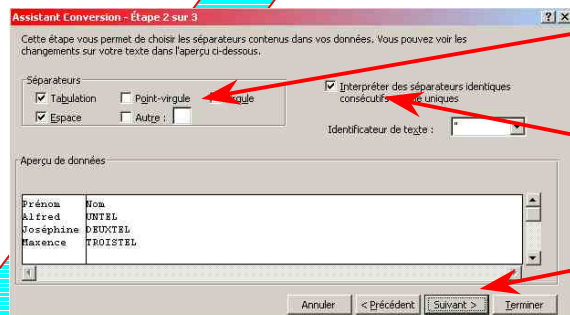 Assistant Conversion - Étape 2 sur 3
Cette étape vous permet de choisir les séparateurs contenus dans vos données. Vous pouvez voir les
changements sur votre texte dans l'aperçu ci-dessous.
Séparateurs
Tabulation
Point-virgule
Espace
Autre :
Interpréter des séparateurs identiques
consécutifs uniques
Identificateur de texte : "
Aperçu de données
Prénom Nom
Alfred UNTEL
Joséphine DEUXTEL
Maxence TROISTEL
Annuler
< Précédent
Suivant >
Terminer